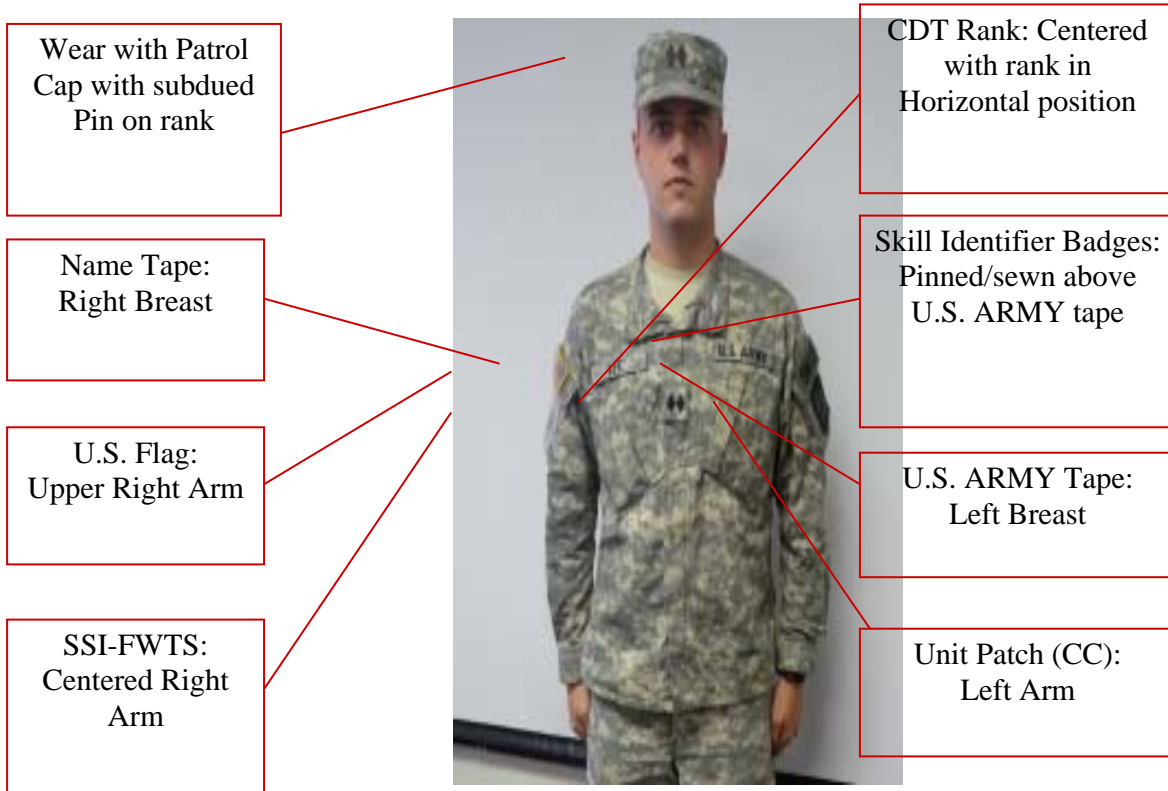 Wear with Patrol
Cap with subdued
Pin on rank
Name Tape:
Right Breast
U.S. Flag:
Upper Right Arm
SSI-FWTS:
Centered Right
Arm
CDT Rank: Centered
with rank in
Horizontal position
Skill Identifier Badges:
Pinned/sewn above
U.S. ARMY tape
U.S. ARMY Tape:
Left Breast
Unit Patch (CC):
Left Arm
U.S. ARMY